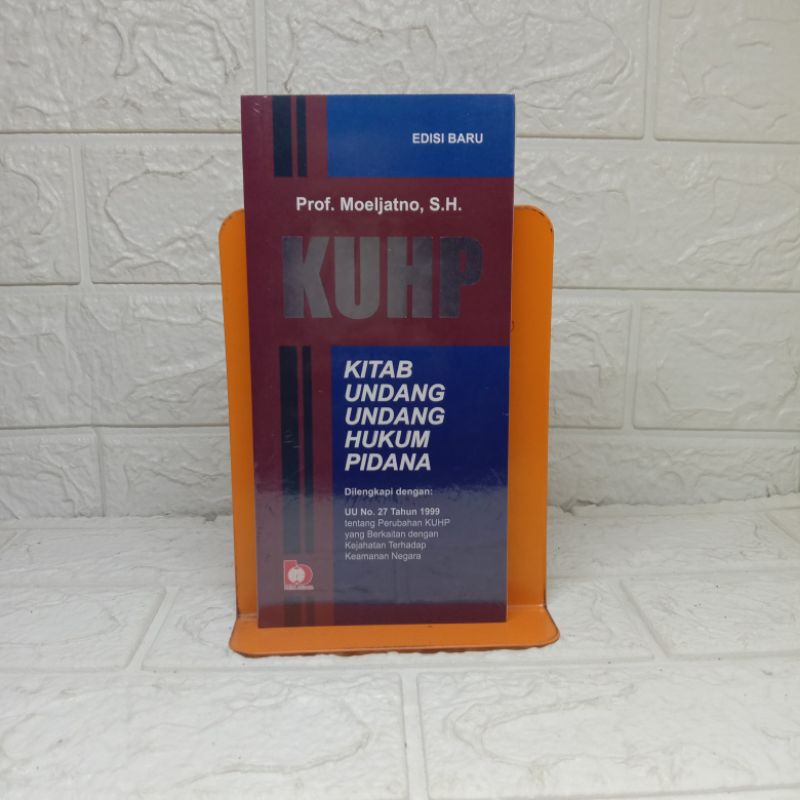 EDISI BARU
Prof. Moeljatno, S.H.
KUHP
KITAB
UNDANG
UNDANG
HUKUM
PIDANA
Dilengkapi dengan:
UU No. 27 Tahun 1999
tentang Perubahan KUHP
yang Berkaitan dengan
Kejahatan Terhadap
Keamanan Negara